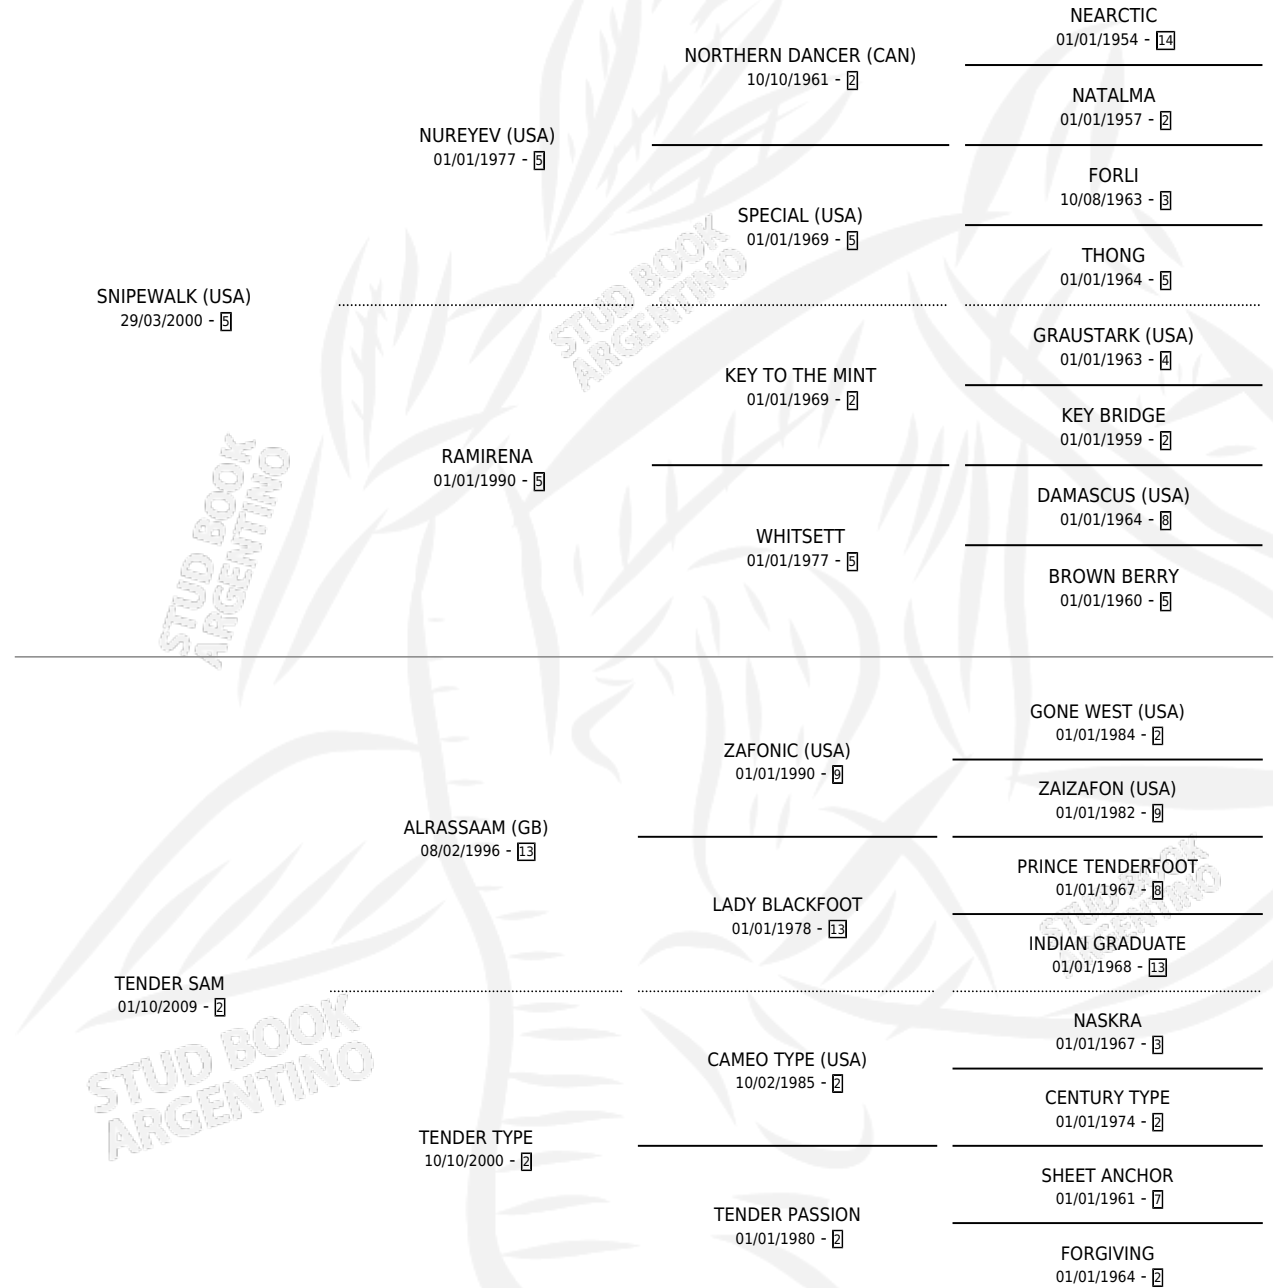 NEARCTIC
01/01/1954 - 14
NORTHERN DANCER (CAN)
10/10/1961 - 2
NATALMA
01/01/1957 - 2
NUREYEV (USA)
01/01/1977 - 5
FORLI
10/08/1963 - 3
SPECIAL (USA)
01/01/1969 - 5
THONG
01/01/1964 - 5
SNIPEWALK (USA)
29/03/2000 - 5
GRAUSTARK (USA)
01/01/1963 - 4
KEY TO THE MINT
01/01/1969 - 2
KEY BRIDGE
01/01/1959 - 2
RAMIRENA
01/01/1990 - 5
DAMASCUS (USA)
01/01/1964 - 8
WHITSETT
01/01/1977 - 5
BROWN BERRY
01/01/1960 - 5
STUD BOOK
ARGENTINO
STUD BOOK
ARGENTINO
GONE WEST (USA)
01/01/1984 - 2
ZAFONIC (USA)
01/01/1990 - 9
ZAIZAFON (USA)
01/01/1982 - 9
ALRASSAAM (GB)
08/02/1996 - 13
PRINCE TENDERFOOT
01/01/1967 - 8
LADY BLACKFOOT
01/01/1978 - 13
INDIAN GRADUATE
01/01/1968 - 13
STUD BOOK
ARGENTINO
TENDER SAM
01/10/2009 - 2
NASKRA
01/01/1967 - 3
CAMEO TYPE (USA)
10/02/1985 - 2
CENTURY TYPE
01/01/1974 - 2
TENDER TYPE
10/10/2000 - 2
SHEET ANCHOR
01/01/1961 - 7
TENDER PASSION
01/01/1980 - 2
FORGIVING
01/01/1964 - 2
STUD BOOK
ARGENTINO